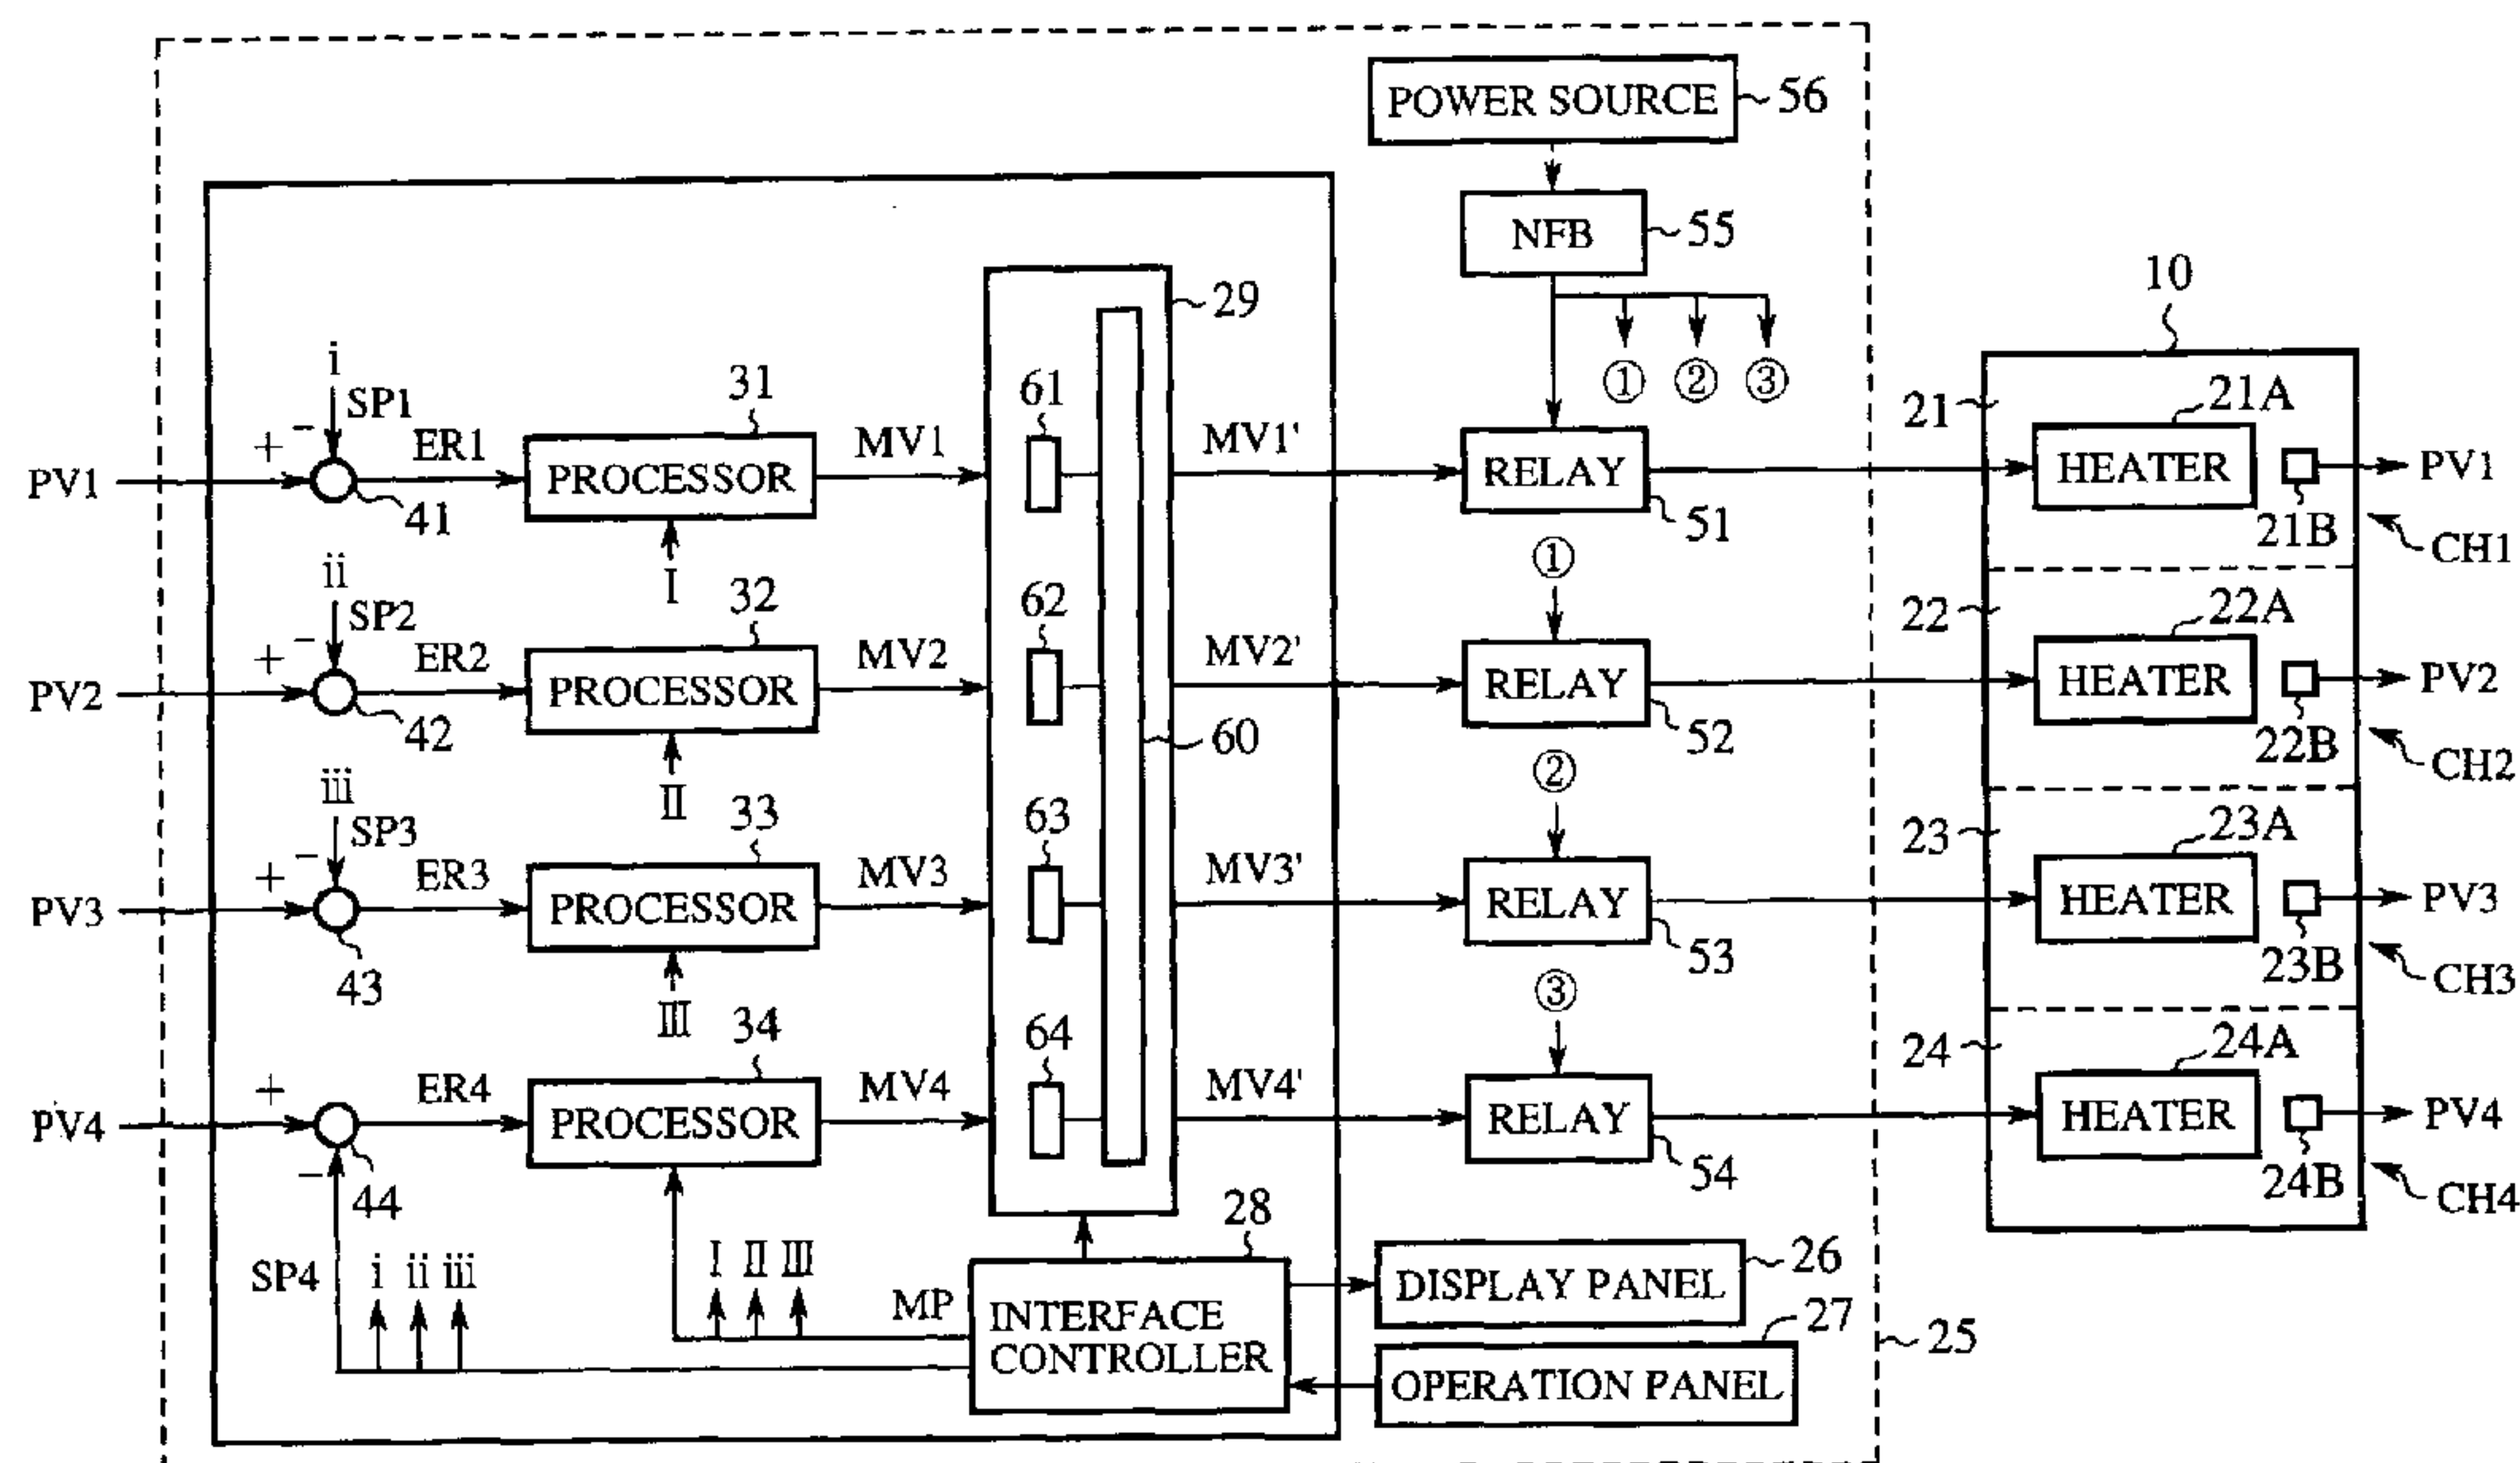 POWER SOURCE 56
NFB 55
29
10
① ② ③
i
SP1
PV1 + − ER1 31 PROCESSOR MV1 61 MV1' RELAY 51 21 21A HEATER 21B PV1
41
I
CH1
ii
SP2
①
PV2 + − ER2 32 PROCESSOR MV2 62 MV2' RELAY 52 22 22A HEATER 22B PV2
42
II
60
CH2
iii
SP3
②
PV3 + − ER3 33 PROCESSOR MV3 63 MV3' RELAY 53 23 23A HEATER 23B PV3
43
III
CH3
③
PV4 + − ER4 34 PROCESSOR MV4 64 MV4' RELAY 54 24 24A HEATER 24B PV4
44
CH4
SP4 i ii iii
I II III
MP
28
INTERFACE
CONTROLLER
DISPLAY PANEL 26
OPERATION PANEL 27
25